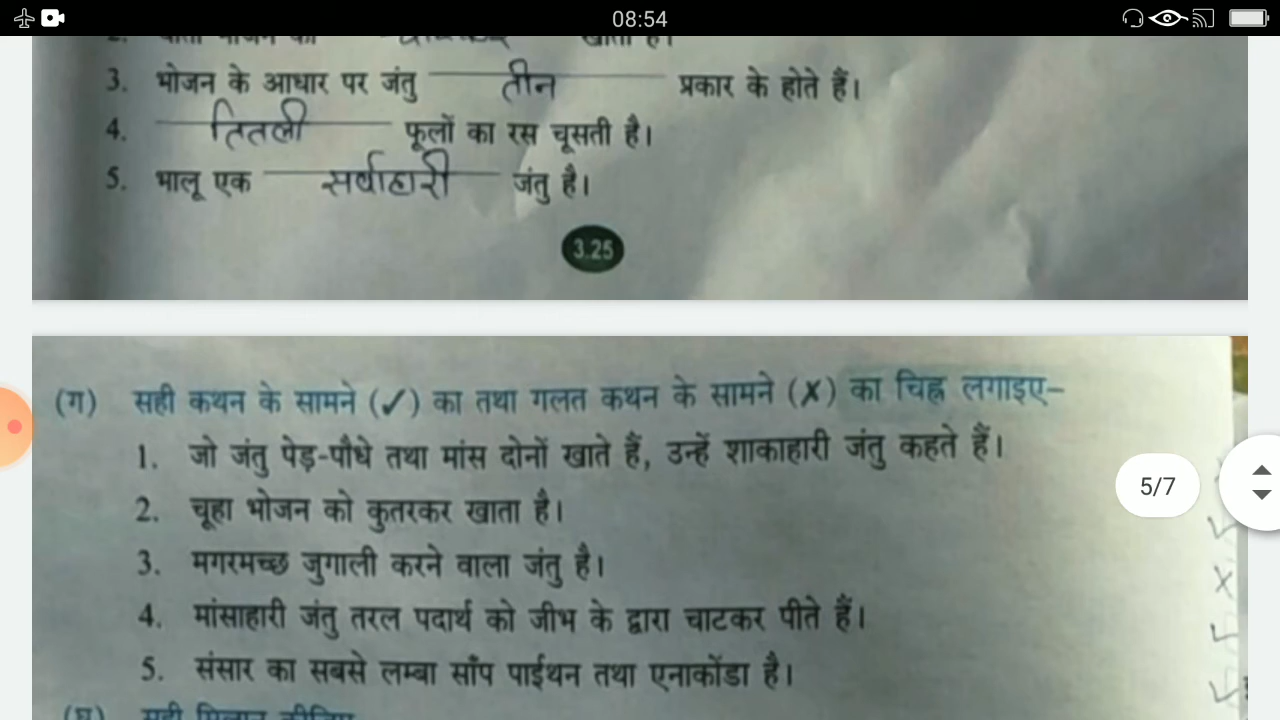 08:54
3. भोजन के आधार पर जंतु तीन प्रकार के होते हैं।
4. तितली फूलों का रस चूसती है।
5. भालू एक सर्वाहारी जंतु है।
3.25
(ग) सही कथन के सामने (✓) का तथा गलत कथन के सामने (✗) का चिह्न लगाइए–
1. जो जंतु पेड़-पौधे तथा मांस दोनों खाते हैं, उन्हें शाकाहारी जंतु कहते हैं।
5/7
2. चूहा भोजन को कुतरकर खाता है।
✓
3. मगरमच्छ जुगाली करने वाला जंतु है।
✗
4. मांसाहारी जंतु तरल पदार्थ को जीभ के द्वारा चाटकर पीते हैं।
✓
5. संसार का सबसे लम्बा साँप पाईथन तथा एनाकोंडा है।
✓